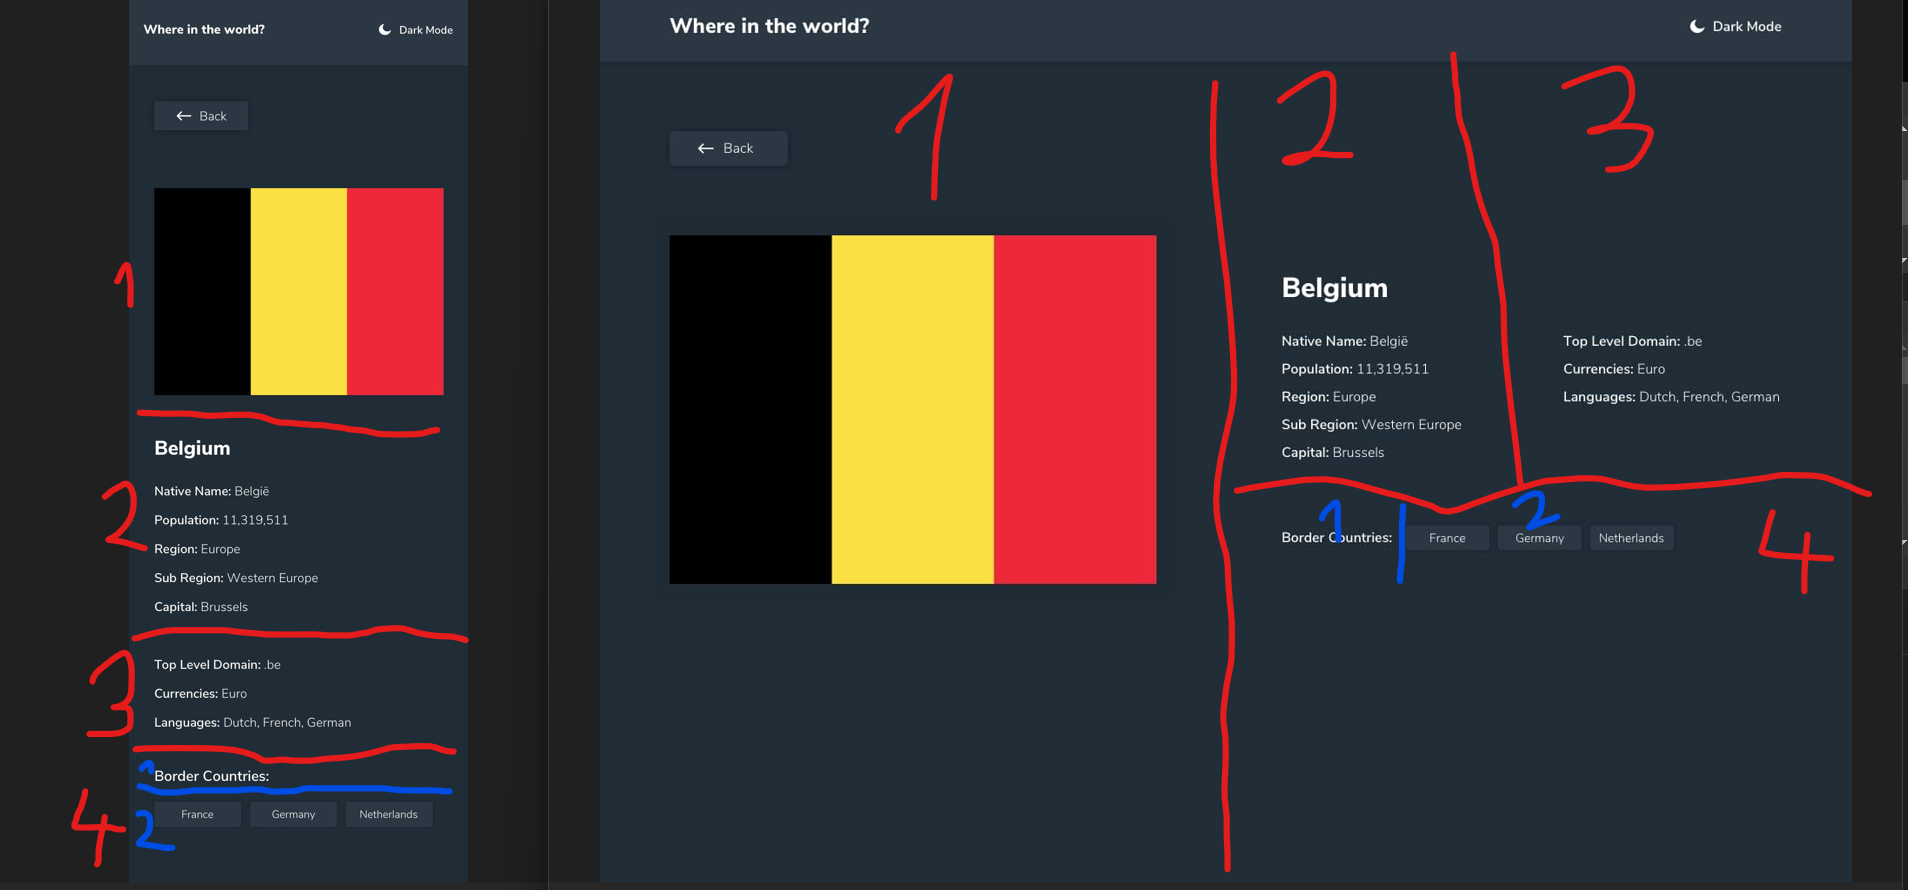 Where in the world?
Dark Mode
Back
1
Belgium
2
Native Name: België
Population: 11,319,511
Region: Europe
Sub Region: Western Europe
Capital: Brussels
3
Top Level Domain: .be
Currencies: Euro
Languages: Dutch, French, German
4
1
Border Countries:
2
France
Germany
Netherlands
Where in the world?
Dark Mode
1
2
3
Back
Belgium
Native Name: België
Population: 11,319,511
Region: Europe
Sub Region: Western Europe
Capital: Brussels
Top Level Domain: .be
Currencies: Euro
Languages: Dutch, French, German
1
2
4
Border Countries:
France
Germany
Netherlands